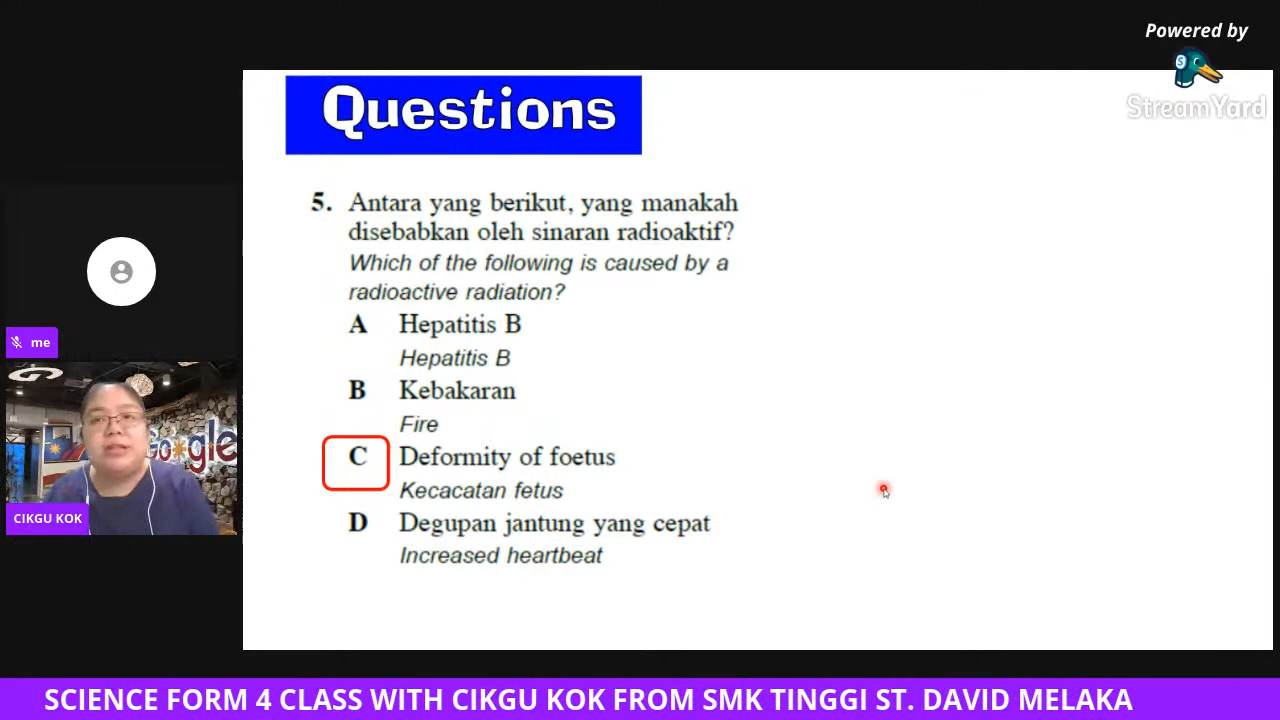 Powered by
S
StreamYard
Questions
5. Antara yang berikut, yang manakah
disebabkan oleh sinaran radioaktif?
Which of the following is caused by a
radioactive radiation?
A Hepatitis B
Hepatitis B
B Kebakaran
Fire
C Deformity of foetus
Kecacatan fetus
D Degupan jantung yang cepat
Increased heartbeat
me
G
Google
CIKGU KOK
SCIENCE FORM 4 CLASS WITH CIKGU KOK FROM SMK TINGGI ST. DAVID MELAKA